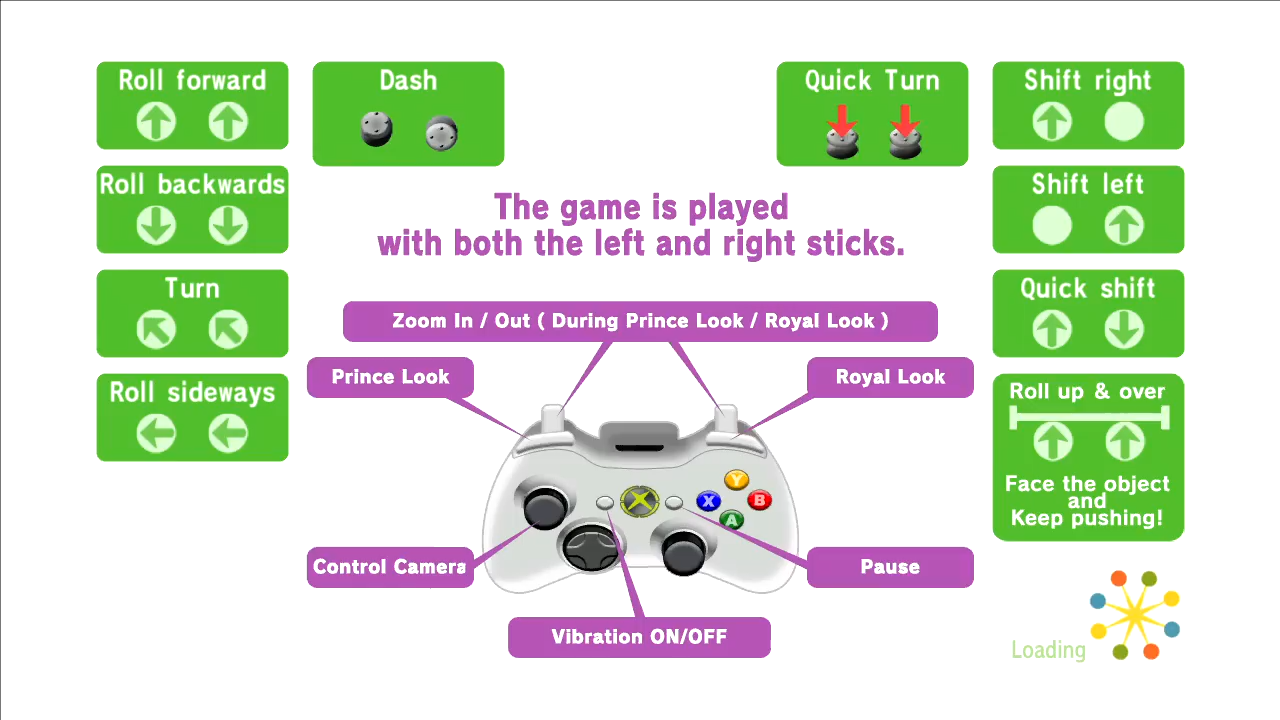 Roll forward
Dash
Quick Turn
Shift right
Roll backwards
Shift left
The game is played
with both the left and right sticks.
Turn
Quick shift
Zoom In / Out ( During Prince Look / Royal Look )
Prince Look
Royal Look
Roll sideways
Roll up & over
Y
X
B
A
Face the object
and
Keep pushing!
Control Camera
Pause
Vibration ON/OFF
Loading